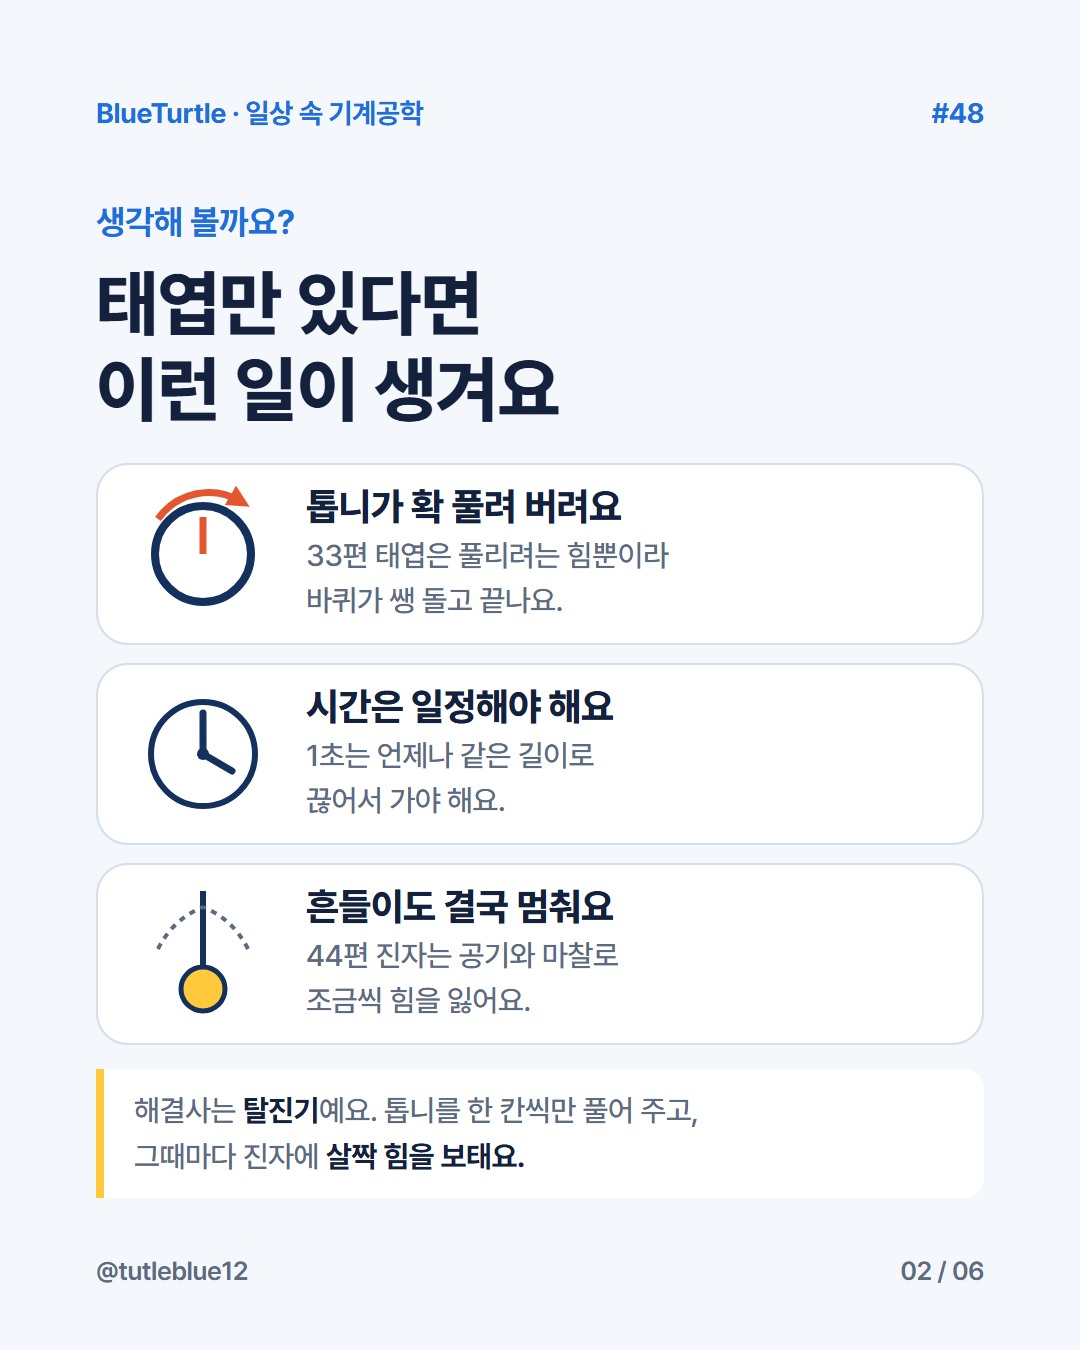 BlueTurtle · 일상 속 기계공학
#48
생각해 볼까요?
태엽만 있다면
이런 일이 생겨요
톱니가 확 풀려 버려요
33편 태엽은 풀리려는 힘뿐이라
바퀴가 쌩 돌고 끝나요.
시간은 일정해야 해요
1초는 언제나 같은 길이로
끊어서 가야 해요.
흔들이도 결국 멈춰요
44편 진자는 공기와 마찰로
조금씩 힘을 잃어요.
해결사는 탈진기예요. 톱니를 한 칸씩만 풀어 주고,
그때마다 진자에 살짝 힘을 보태요.
@tutleblue12
02 / 06